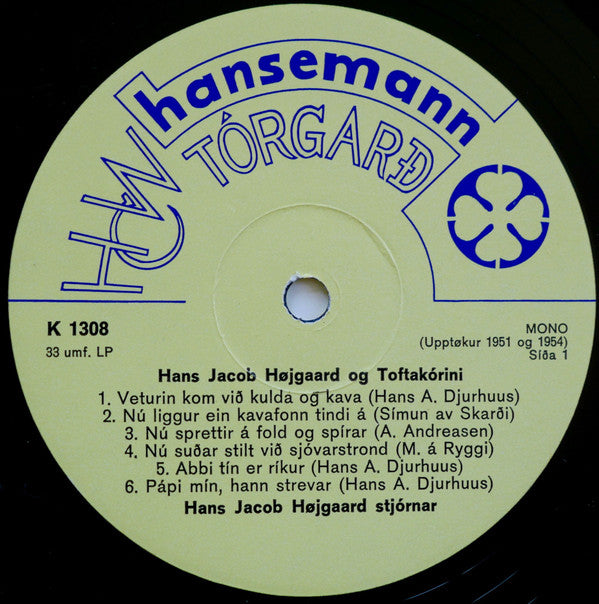 hansemann
TÓRGARÐ
HCW
K 1308
33 umf. LP
MONO
(Upptøkur 1951 og 1954)
Síða 1
Hans Jacob Højgaard og Toftakórini
1. Veturin kom við kulda og kava (Hans A. Djurhuus)
2. Nú liggur ein kavafonn tindi á (Símun av Skarði)
3. Nú sprettir á fold og spírar (A. Andreasen)
4. Nú suðar stilt við sjóvarstrond (M. á Ryggi)
5. Abbi tín er ríkur (Hans A. Djurhuus)
6. Pápi mín, hann strevar (Hans A. Djurhuus)
Hans Jacob Højgaard stjórnar